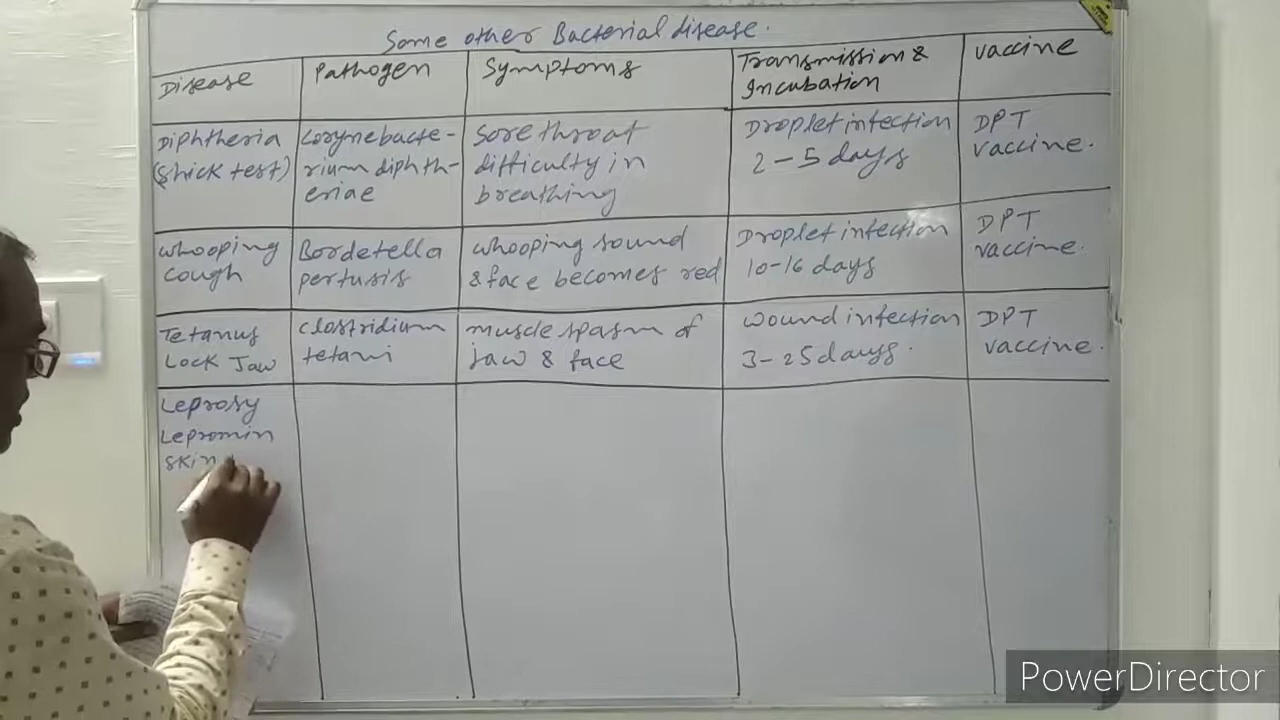 Some other Bacterial disease.
Disease
Pathogen
Symptoms
Transmission &
Incubation
vaccine
Diphtheria
(shick test)
Corynebacte-
rium diphth-
eriae
Sore throat
difficulty in
breathing
Droplet infection
2-5 days
DPT
vaccine.
Whooping
cough
Bordetella
pertusis
Whooping sound
& face becomes red
Droplet infection
10-16 days
DPT
vaccine.
Tetanus
Lock Jaw
Clostridium
tetani
muscle spasm of
jaw & face
Wound infection
3-25 days.
DPT
vaccine.
Leprosy
Lepromin
skin
PowerDirector